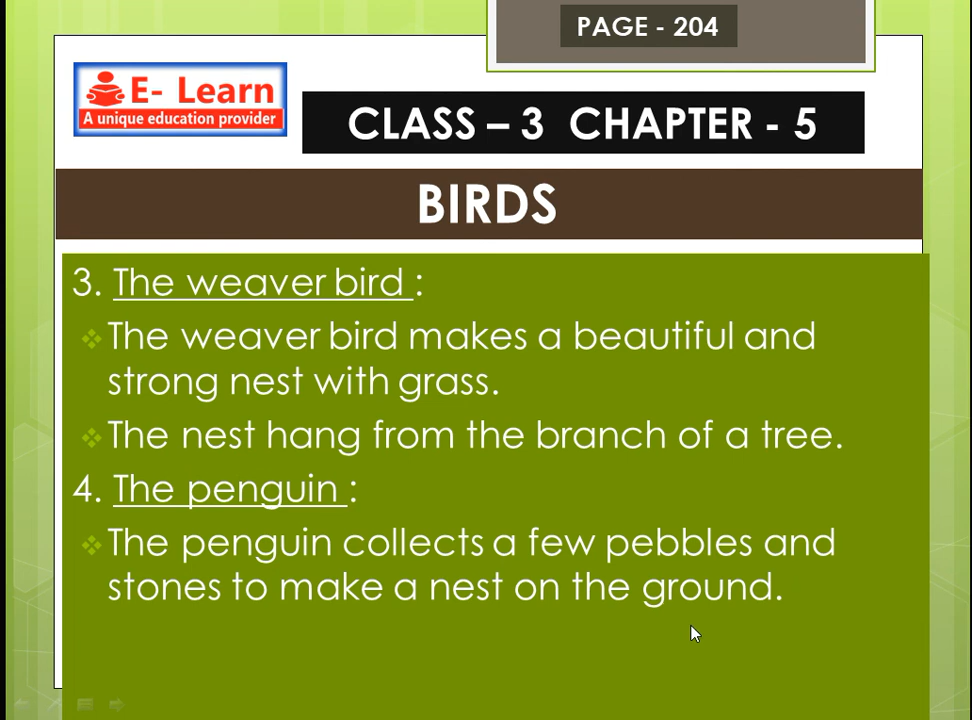 PAGE - 204
E- Learn
A unique education provider
CLASS – 3 CHAPTER - 5
BIRDS
3. The weaver bird :
The weaver bird makes a beautiful and
strong nest with grass.
The nest hang from the branch of a tree.
4. The penguin :
The penguin collects a few pebbles and
stones to make a nest on the ground.